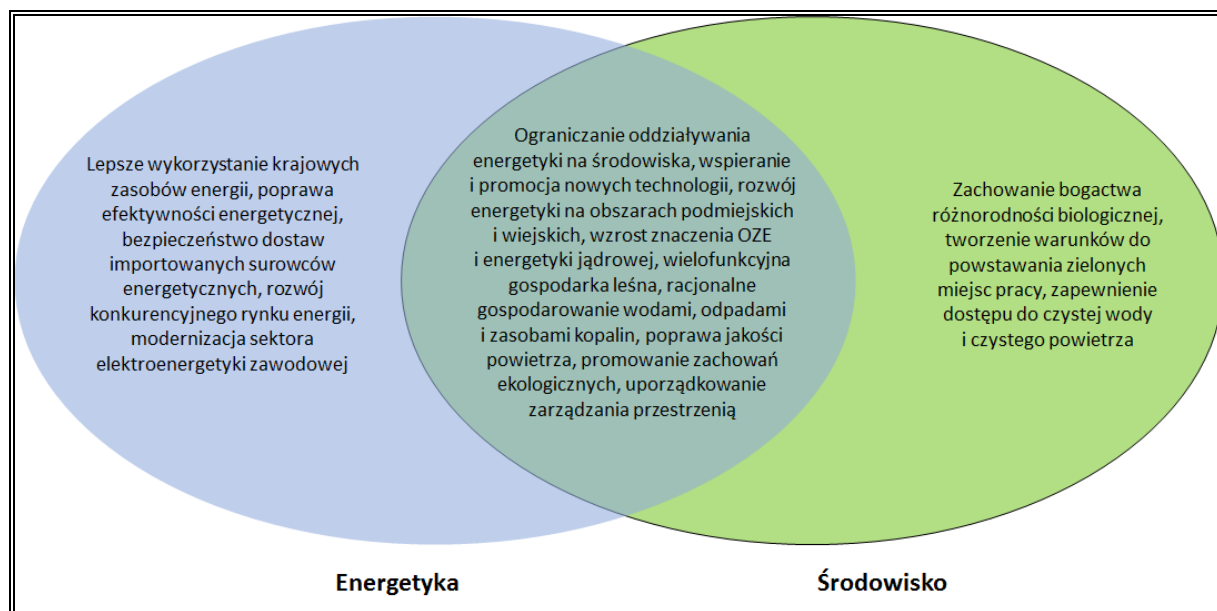 Lepsze wykorzystanie krajowych
zasobów energii, poprawa
efektywności energetycznej,
bezpieczeństwo dostaw
importowanych surowców
energetycznych, rozwój
konkurencyjnego rynku energii,
modernizacja sektora
elektroenergetyki zawodowej
Ograniczanie oddziaływania
energetyki na środowiska, wspieranie
i promocja nowych technologii, rozwój
energetyki na obszarach podmiejskich
i wiejskich, wzrost znaczenia OZE
i energetyki jądrowej, wielofunkcyjna
gospodarka leśna, racjonalne
gospodarowanie wodami, odpadami
i zasobami kopalin, poprawa jakości
powietrza, promowanie zachowań
ekologicznych, uporządkowanie
zarządzania przestrzenią
Zachowanie bogactwa
różnorodności biologicznej,
tworzenie warunków do
powstawania zielonych
miejsc pracy, zapewnienie
dostępu do czystej wody
i czystego powietrza
Energetyka
Środowisko